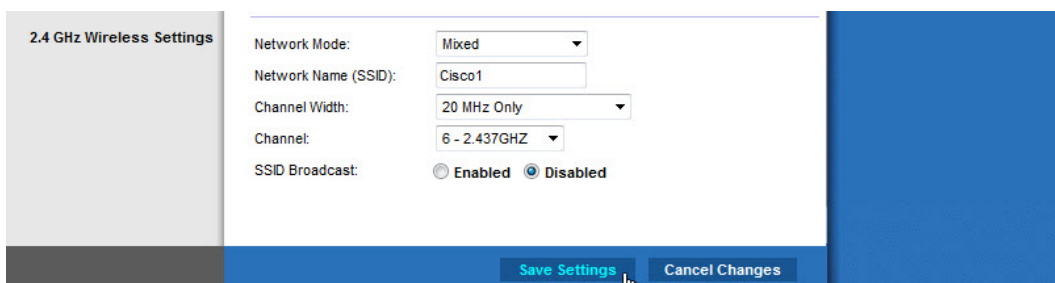 2.4 GHz Wireless Settings
Network Mode: Mixed
Network Name (SSID): Cisco1
Channel Width: 20 MHz Only
Channel: 6 - 2.437GHZ
SSID Broadcast: Enabled Disabled
Save Settings Cancel Changes